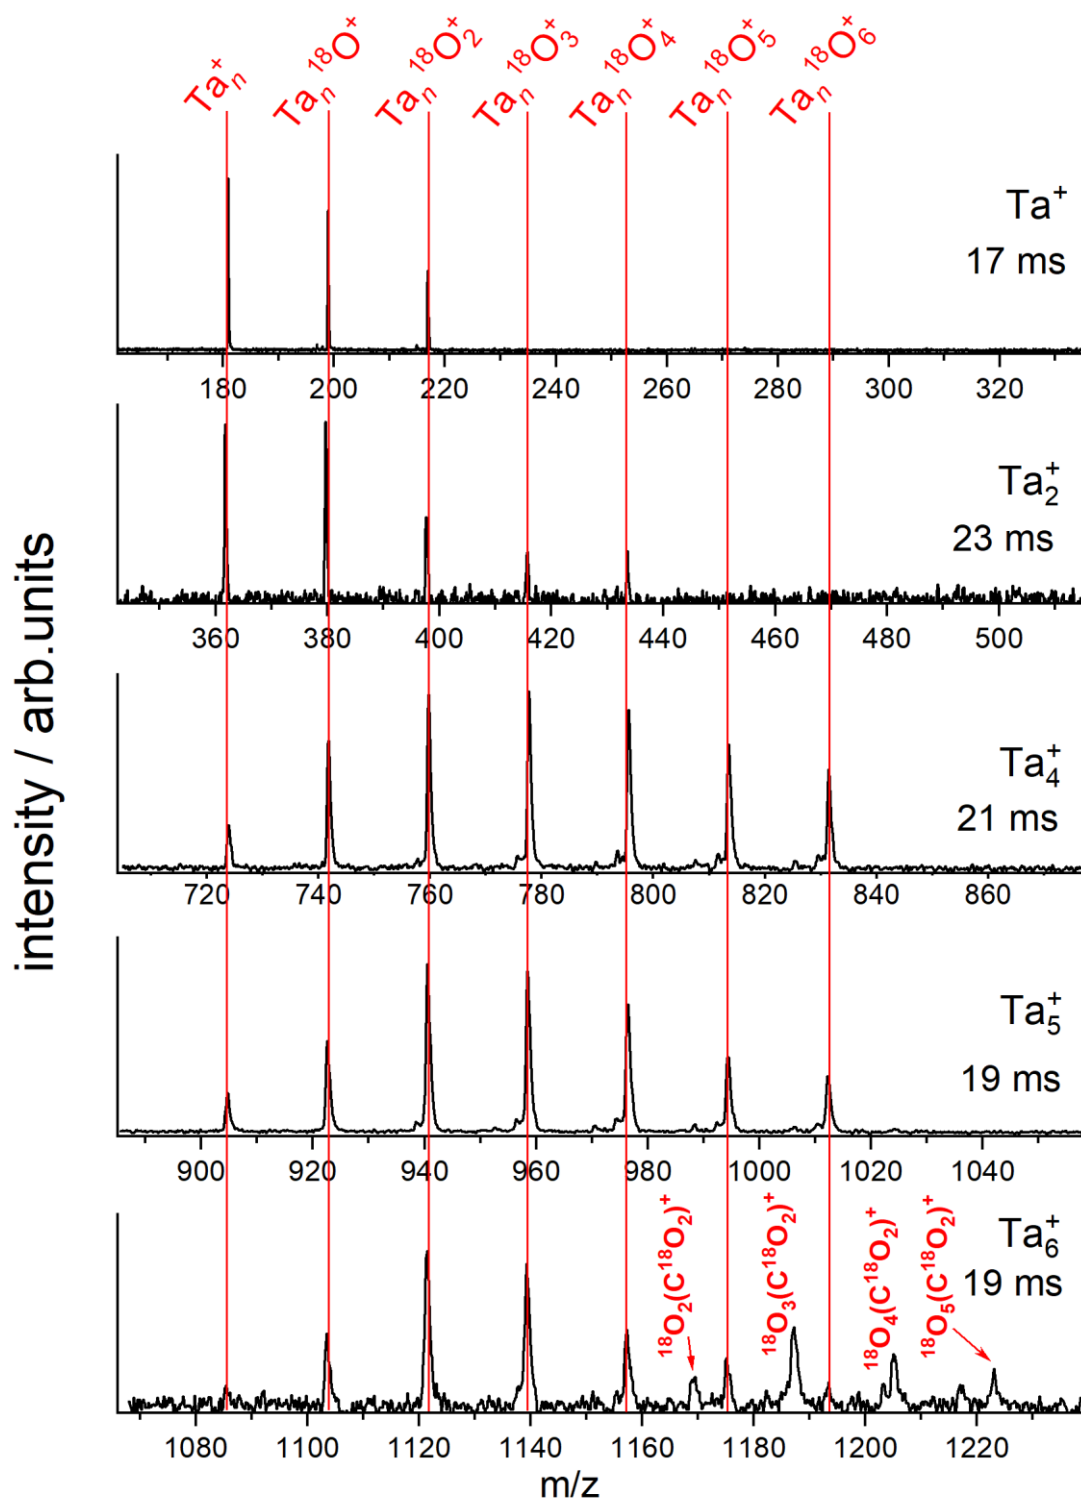 Ta_n^+ Ta_n ^18O^+ Ta_n ^18O_2^+ Ta_n ^18O_3^+ Ta_n ^18O_4^+ Ta_n ^18O_5^+ Ta_n ^18O_6^+
Ta^+
17 ms
180 200 220 240 260 280 300 320
Ta_2^+
23 ms
360 380 400 420 440 460 480 500
intensity / arb.units
Ta_4^+
21 ms
720 740 760 780 800 820 840 860
Ta_5^+
19 ms
900 920 940 960 980 1000 1020 1040
^18O_2(C^18O_2)^+ ^18O_3(C^18O_2)^+ ^18O_4(C^18O_2)^+ ^18O_5(C^18O_2)^+
Ta_6^+
19 ms
1080 1100 1120 1140 1160 1180 1200 1220
m/z